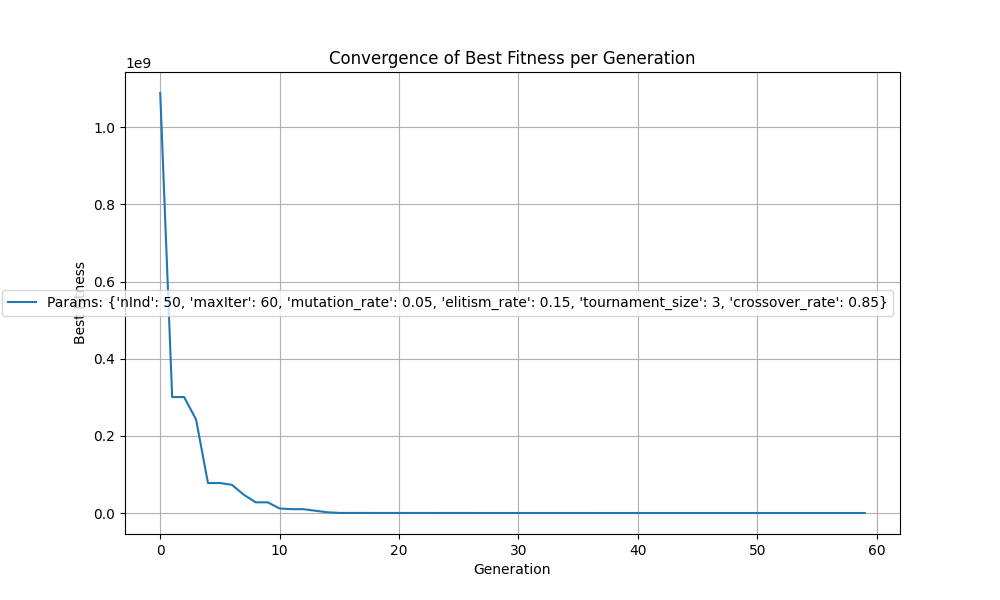 Convergence of Best Fitness per Generation
1e9
1.0
0.8
0.6
0.4
0.2
0.0
Best Fitness
Params: {'nInd': 50, 'maxIter': 60, 'mutation_rate': 0.05, 'elitism_rate': 0.15, 'tournament_size': 3, 'crossover_rate': 0.85}
0 10 20 30 40 50 60
Generation